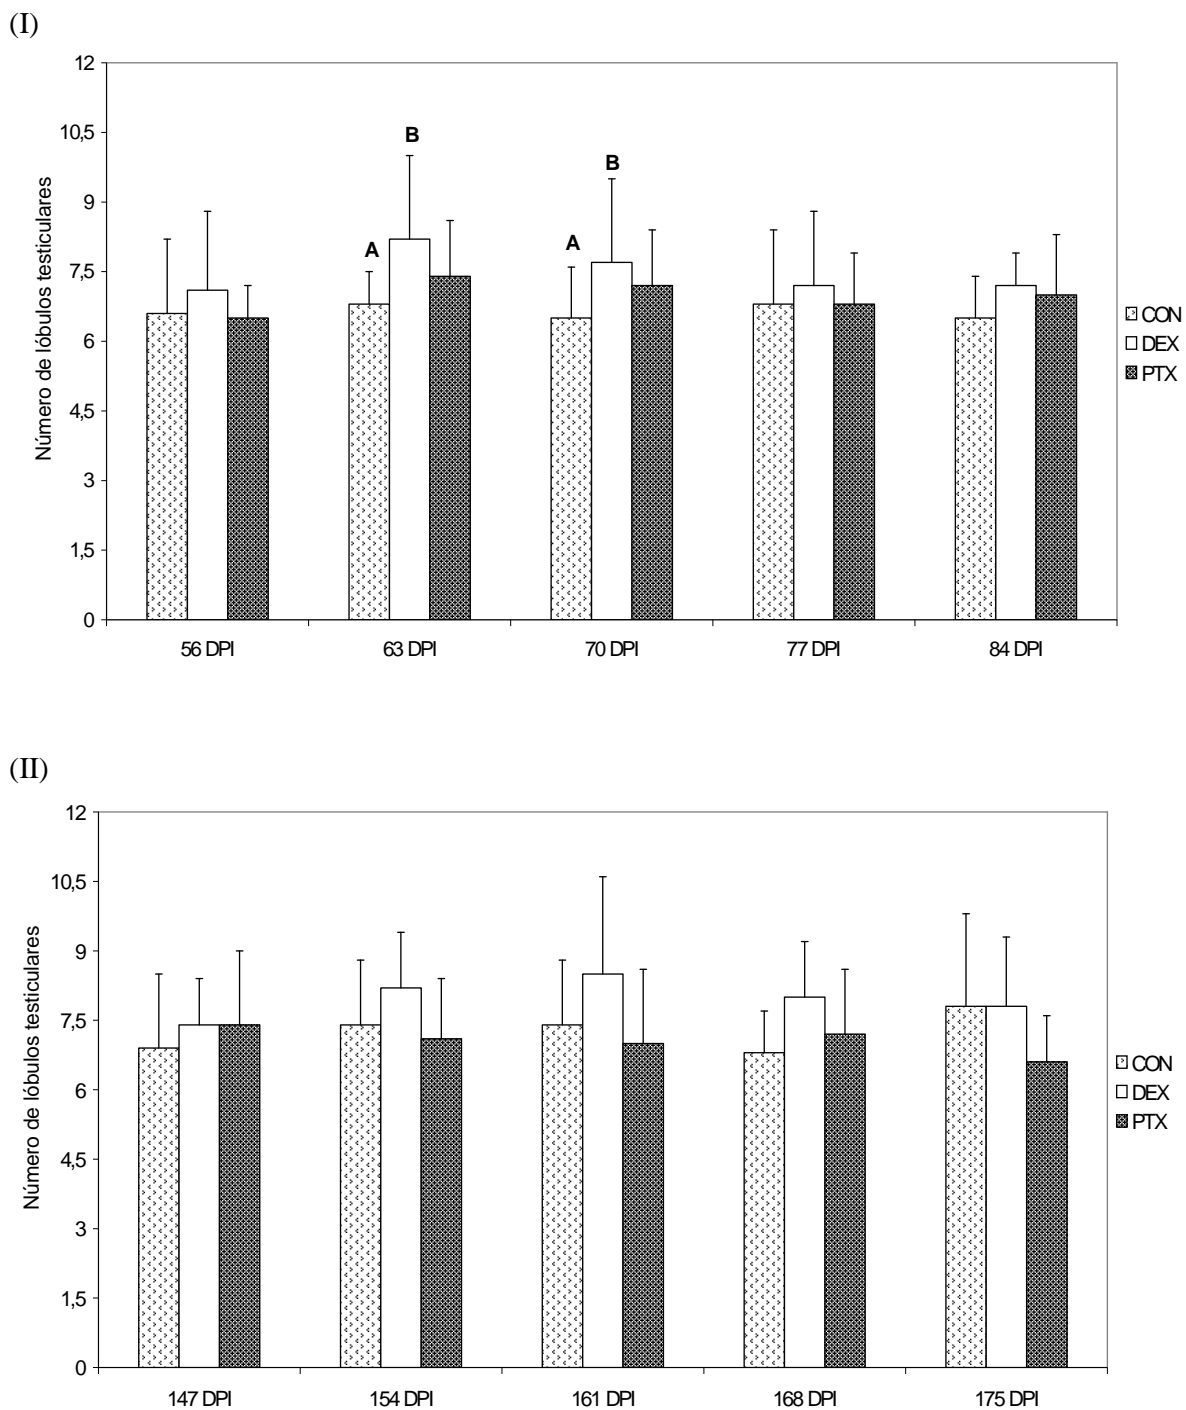 (I)
12
10,5
9
7,5
6
4,5
3
1,5
0
Número de lóbulos testiculares
A
B
A
B
56 DPI
63 DPI
70 DPI
77 DPI
84 DPI
CON
DEX
PTX
(II)
12
10,5
9
7,5
6
4,5
3
1,5
0
Número de lóbulos testiculares
147 DPI
154 DPI
161 DPI
168 DPI
175 DPI
CON
DEX
PTX